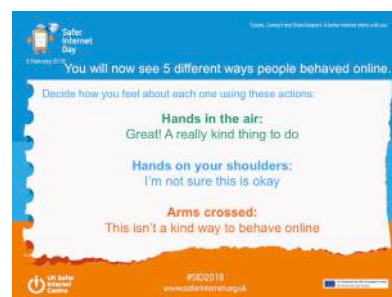 Create, Connect and Share Respect: A better internet starts with you
Safer
Internet
Day
6 February 2018
You will now see 5 different ways people behaved online.
Decide how you feel about each one using these actions:
Hands in the air:
Great! A really kind thing to do
Hands on your shoulders:
I'm not sure this is okay
Arms crossed:
This isn't a kind way to behave online
UK Safer
Internet
Centre
#SID2018
www.saferinternet.org.uk